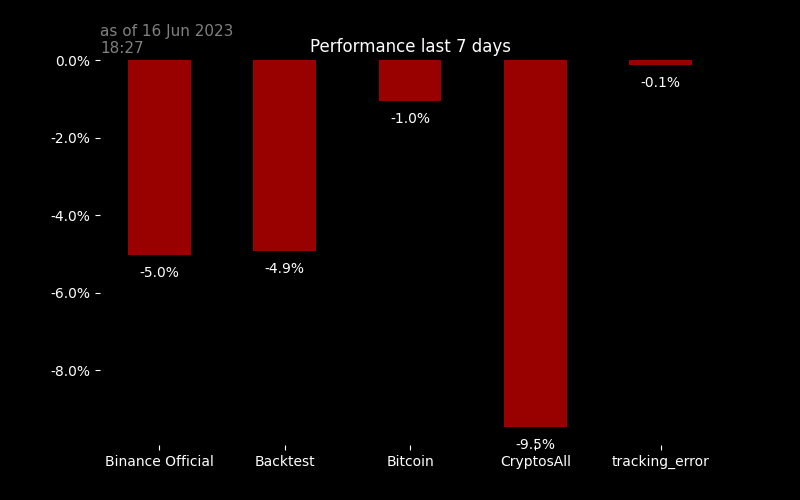 as of 16 Jun 2023
18:27
Performance last 7 days
0.0%
-2.0%
-4.0%
-6.0%
-8.0%
-5.0%
-4.9%
-1.0%
-9.5%
-0.1%
Binance Official
Backtest
Bitcoin
CryptosAll
tracking_error